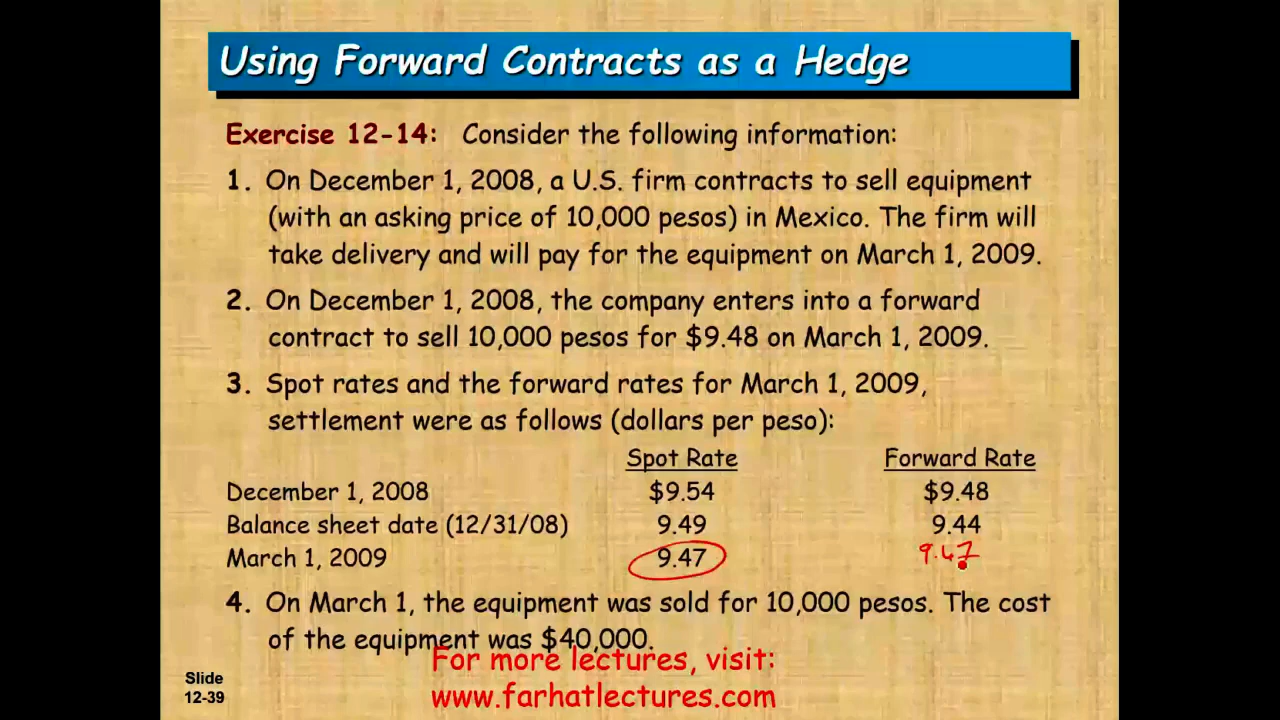 Using Forward Contracts as a Hedge
Exercise 12-14: Consider the following information:
1. On December 1, 2008, a U.S. firm contracts to sell equipment
(with an asking price of 10,000 pesos) in Mexico. The firm will
take delivery and will pay for the equipment on March 1, 2009.
2. On December 1, 2008, the company enters into a forward
contract to sell 10,000 pesos for $9.48 on March 1, 2009.
3. Spot rates and the forward rates for March 1, 2009,
settlement were as follows (dollars per peso):
Spot Rate Forward Rate
December 1, 2008 $9.54 $9.48
Balance sheet date (12/31/08) 9.49 9.44
March 1, 2009 9.47 9.47
4. On March 1, the equipment was sold for 10,000 pesos. The cost
of the equipment was $40,000.
For more lectures, visit:
www.farhatlectures.com
Slide
12-39